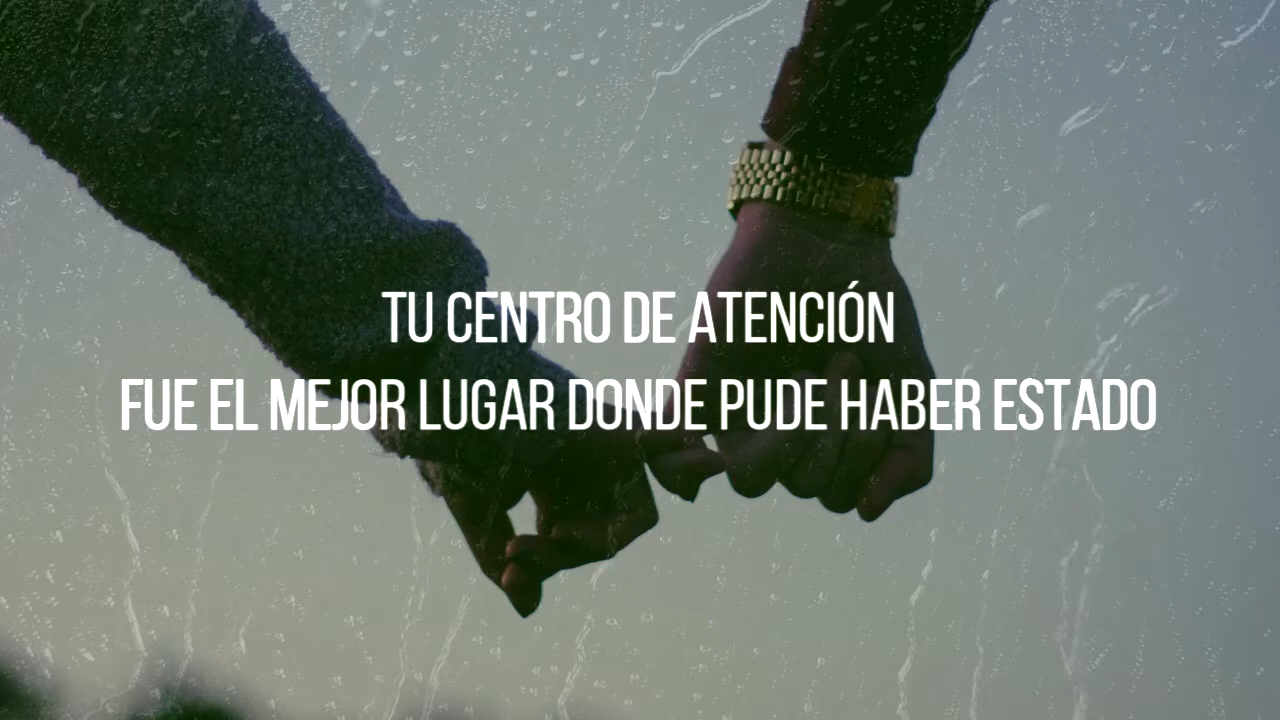 TU CENTRO DE ATENCIÓN
FUE EL MEJOR LUGAR DONDE PUDE HABER ESTADO